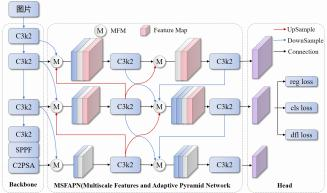 图片
MFM
Feature Map
UpSample
DownSample
Connection
C3k2
C3k2
M
C3k2
M
C3k2
reg loss
C3k2
M
C3k2
M
C3k2
cls loss
C3k2
dfl loss
SPPF
C2PSA
M
C3k2
M
C3k2
Backbone
MSFAPN(Multiscale Features and Adaptive Pyramid Network
Head
M